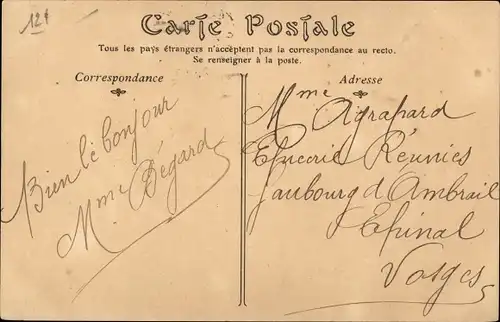 121
Carte Postale
Tous les pays étrangers n'acceptent pas la correspondance au recto.
Se renseigner à la poste.
Correspondance
Adresse
Bien le bonjour
Mme Bégard
Mme Agrapard
Epicerie Réunies
Faubourg d'Ambrail
Epinal
Vosges